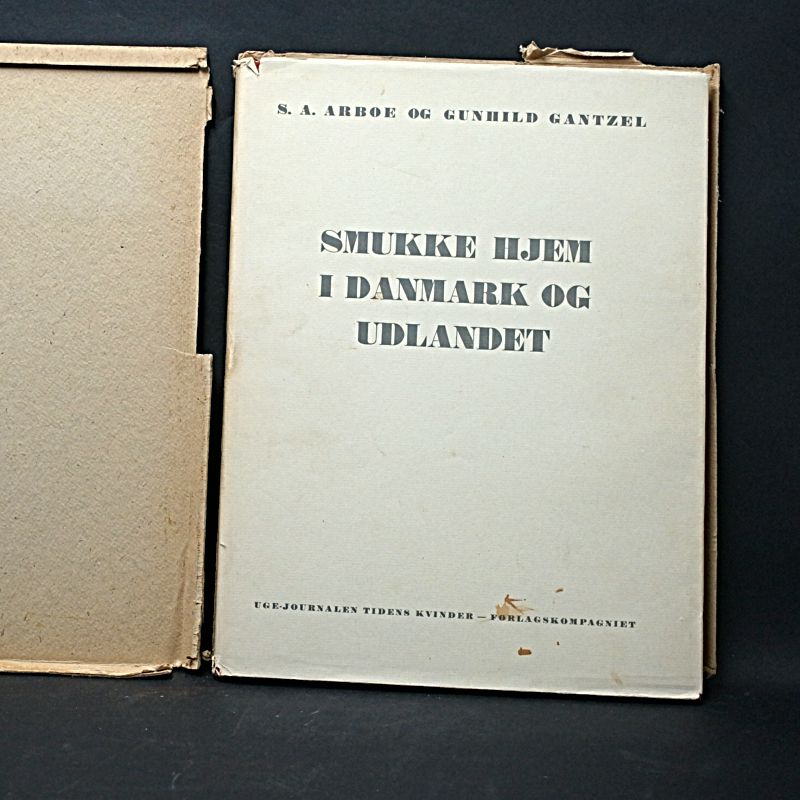 S. A. ARBOE OG GUNHILD GANTZEL
SMUKKE HJEM
I DANMARK OG
UDLANDET
UGE-JOURNALEN TIDENS KVINDER — FORLAGSKOMPAGNIET